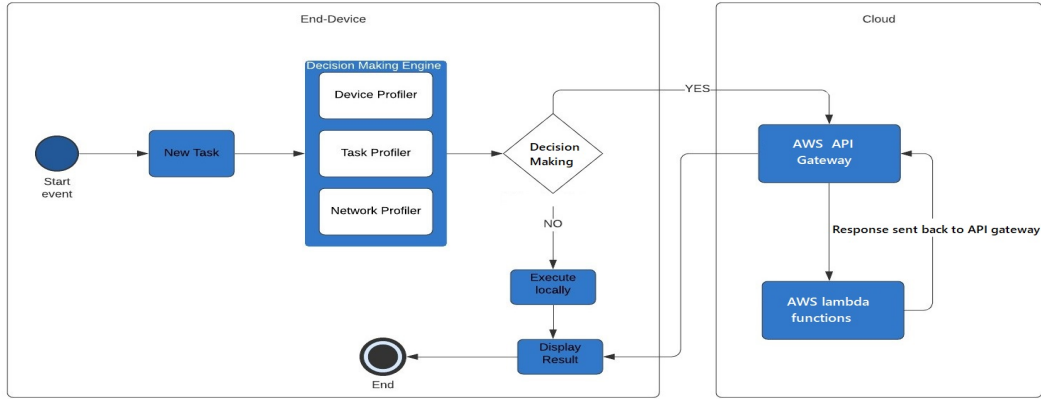 End-Device
Cloud
Decision Making Engine
Device Profiler
Task Profiler
Network Profiler
Start
event
New Task
Decision
Making
YES
NO
Execute
locally
Display
Result
End
AWS API
Gateway
Response sent back to API gateway
AWS lambda
functions